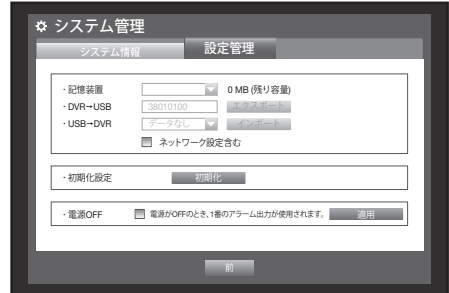 システム管理
システム情報 設定管理
・記憶装置 0 MB (残り容量)
・DVR→USB 38010100 エクスポート
・USB→DVR データなし インポート
ネットワーク設定含む
・初期化設定 初期化
・電源OFF 電源がOFFのとき、1番のアラーム出力が使用されます。 適用
前